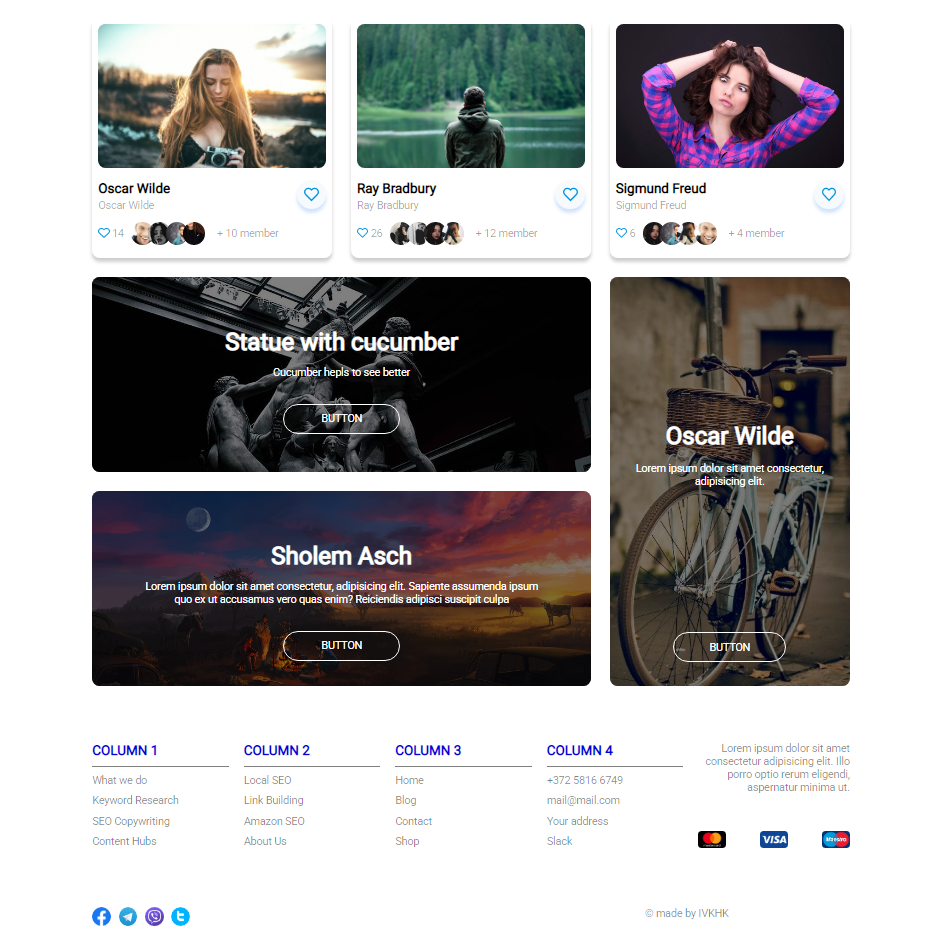 Oscar Wilde
Oscar Wilde
14
+ 10 member
Ray Bradbury
Ray Bradbury
26
+ 12 member
Sigmund Freud
Sigmund Freud
6
+ 4 member
Statue with cucumber
Cucumber hepls to see better
BUTTON
Sholem Asch
Lorem ipsum dolor sit amet consectetur, adipisicing elit. Sapiente assumenda ipsum
quo ex ut accusamus vero quas enim? Reiciendis adipisci suscipit culpa
BUTTON
Oscar Wilde
Lorem ipsum dolor sit amet consectetur,
adipisicing elit.
BUTTON
COLUMN 1
What we do
Keyword Research
SEO Copywriting
Content Hubs
COLUMN 2
Local SEO
Link Building
Amazon SEO
About Us
COLUMN 3
Home
Blog
Contact
Shop
COLUMN 4
+372 5816 6749
mail@mail.com
Your address
Slack
Lorem ipsum dolor sit amet
consectetur adipisicing elit. Illo
porro optio rerum eligendi,
aspernatur minima ut.
VISA
Maestro
© made by IVKHK